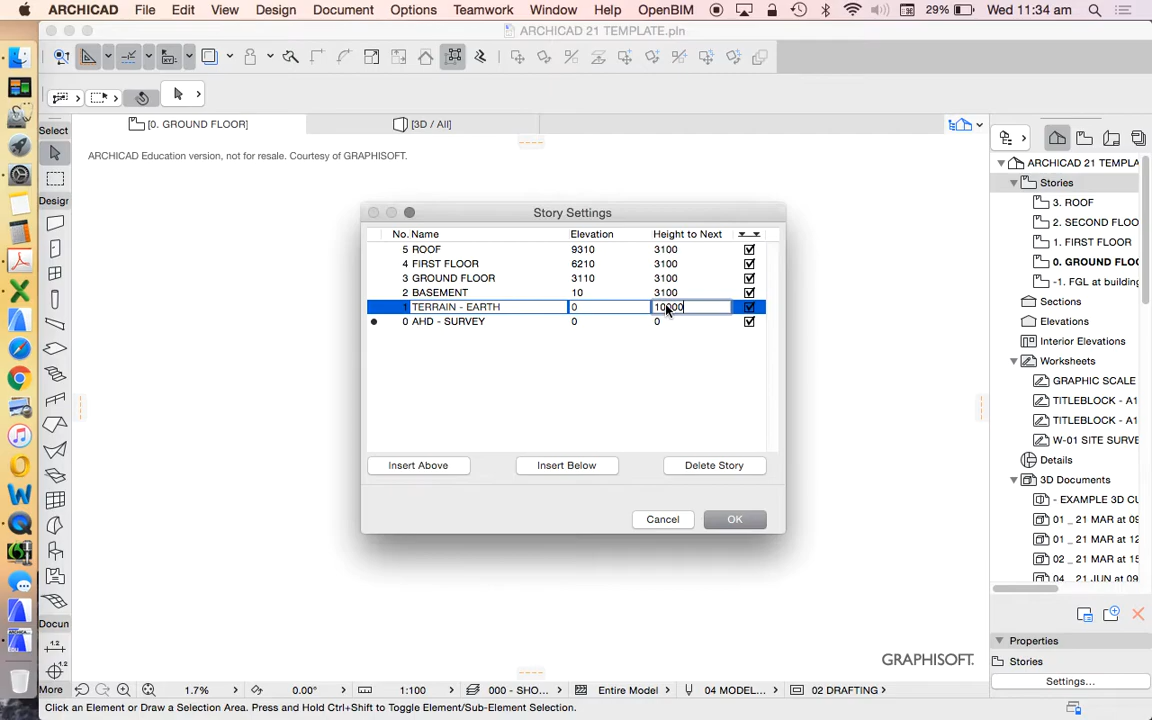 ARCHICAD File Edit View Design Document Options Teamwork Window Help OpenBIM 29% Wed 11:34 am
ARCHICAD 21 TEMPLATE.pln
[0. GROUND FLOOR] [3D / All]
ARCHICAD Education version, not for resale. Courtesy of GRAPHISOFT.
Select
Design
Docun
More
Story Settings
No. Name Elevation Height to Next
5 ROOF 9310 3100
4 FIRST FLOOR 6210 3100
3 GROUND FLOOR 3110 3100
2 BASEMENT 10 3100
1 TERRAIN - EARTH 0
0 AHD - SURVEY 0 0
Insert Above Insert Below Delete Story
Cancel OK
ARCHICAD 21 TEMPLA
Stories
3. ROOF
2. SECOND FLOO
1. FIRST FLOOR
0. GROUND FLO
-1. FGL at building
Sections
Elevations
Interior Elevations
Worksheets
GRAPHIC SCALE
TITLEBLOCK - A1
TITLEBLOCK - A1
W-01 SITE SURVE
Details
3D Documents
- EXAMPLE 3D CU
01 _ 21 MAR at 09
01 _ 21 MAR at 12
02 _ 21 MAR at 15
04 _ 21 JUN at 09
Properties
Stories
Settings...
GRAPHISOFT.
1.7% 0.00° 1:100 000 - SHO... Entire Model 04 MODEL... 02 DRAFTING
Click an Element or Draw a Selection Area. Press and Hold Ctrl+Shift to Toggle Element/Sub-Element Selection.